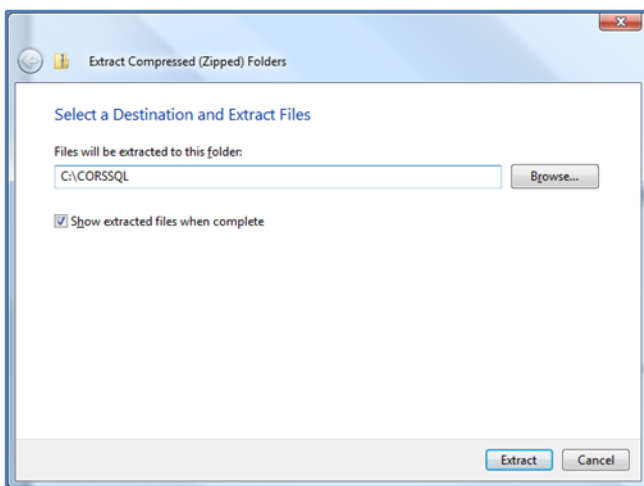 Extract Compressed (Zipped) Folders
Select a Destination and Extract Files
Files will be extracted to this folder:
C:\CORSSQL
Browse...
Show extracted files when complete
Extract
Cancel